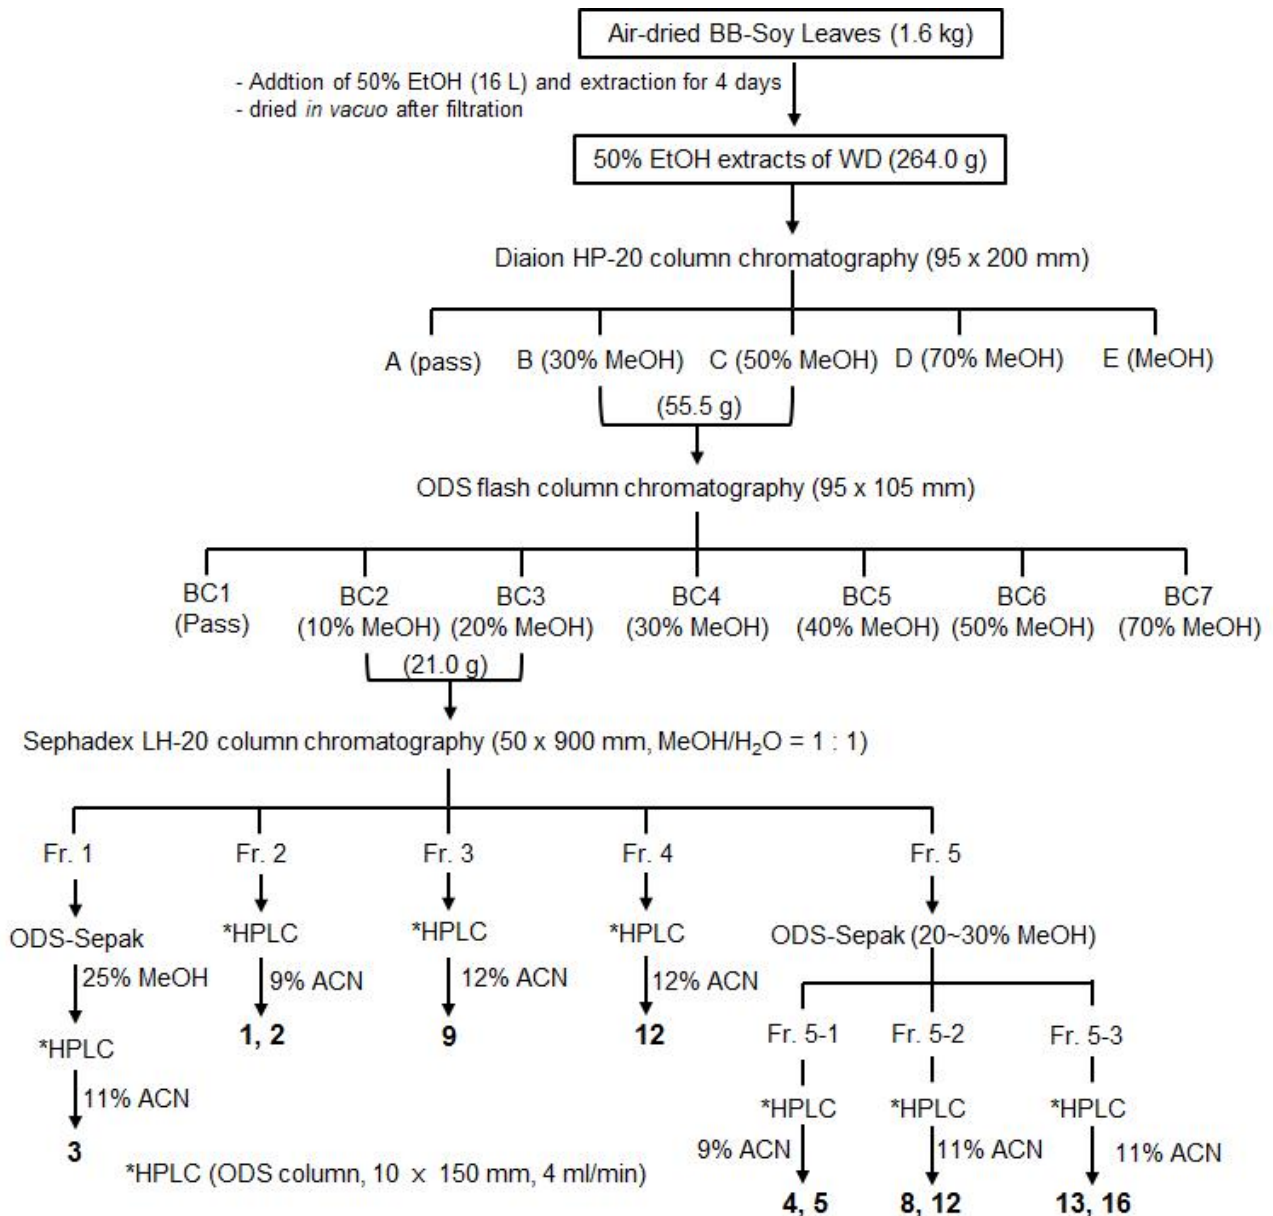 Air-dried BB-Soy Leaves (1.6 kg)
- Addtion of 50% EtOH (16 L) and extraction for 4 days
- dried in vacuo after filtration
50% EtOH extracts of WD (264.0 g)
Diaion HP-20 column chromatography (95 x 200 mm)
A (pass) B (30% MeOH) C (50% MeOH) D (70% MeOH) E (MeOH)
(55.5 g)
ODS flash column chromatography (95 x 105 mm)
BC1 BC2 BC3 BC4 BC5 BC6 BC7
(Pass) (10% MeOH) (20% MeOH) (30% MeOH) (40% MeOH) (50% MeOH) (70% MeOH)
(21.0 g)
Sephadex LH-20 column chromatography (50 x 900 mm, MeOH/H₂O = 1 : 1)
Fr. 1 Fr. 2 Fr. 3 Fr. 4 Fr. 5
ODS-Sepak *HPLC *HPLC *HPLC ODS-Sepak (20~30% MeOH)
25% MeOH 9% ACN 12% ACN 12% ACN
*HPLC 1, 2 9 12 Fr. 5-1 Fr. 5-2 Fr. 5-3
11% ACN *HPLC *HPLC *HPLC
3 9% ACN 11% ACN 11% ACN
*HPLC (ODS column, 10 x 150 mm, 4 ml/min)
4, 5 8, 12 13, 16